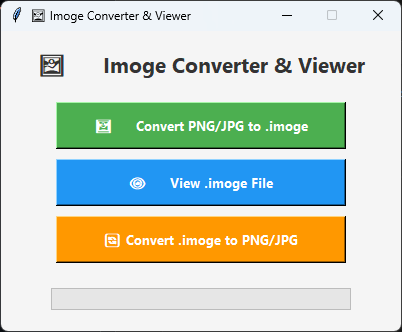 Imoge Converter & Viewer
Imoge Converter & Viewer
Convert PNG/JPG to .imoge
View .imoge File
Convert .imoge to PNG/JPG